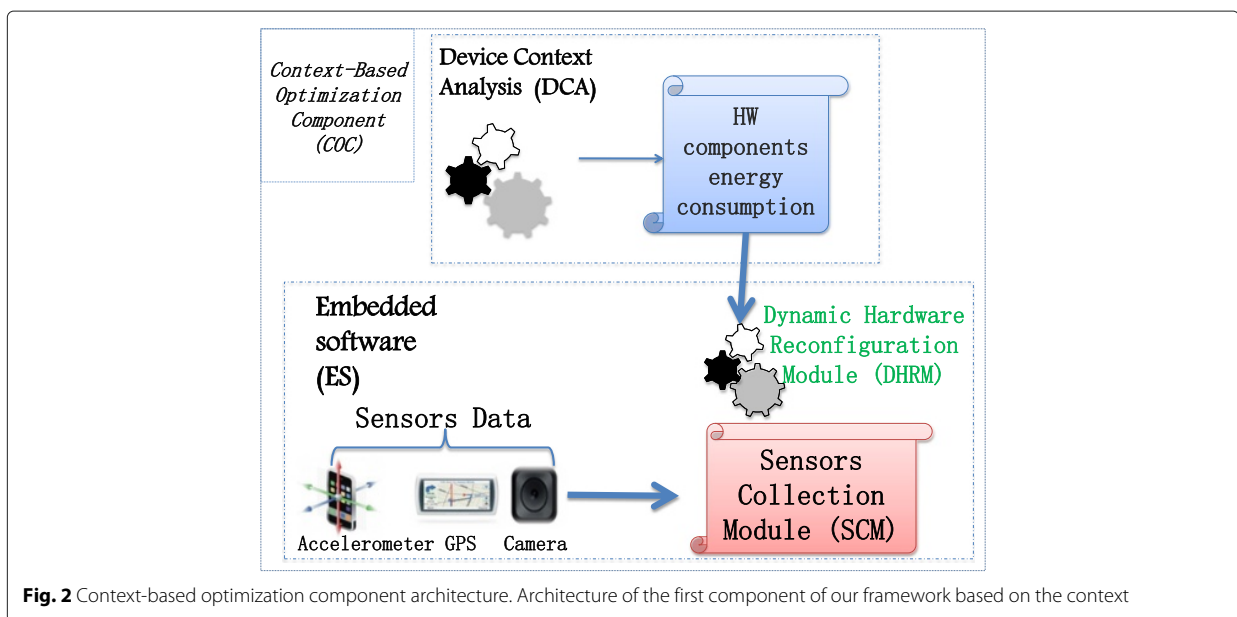 Context-Based
Optimization
Component
(COC)
Device Context
Analysis (DCA)
HW
components
energy
consumption
Embedded
software
(ES)
Dynamic Hardware
Reconfiguration
Module (DHRM)
Sensors Data
Accelerometer GPS Camera
Sensors
Collection
Module (SCM)
Fig. 2 Context-based optimization component architecture. Architecture of the first component of our framework based on the context